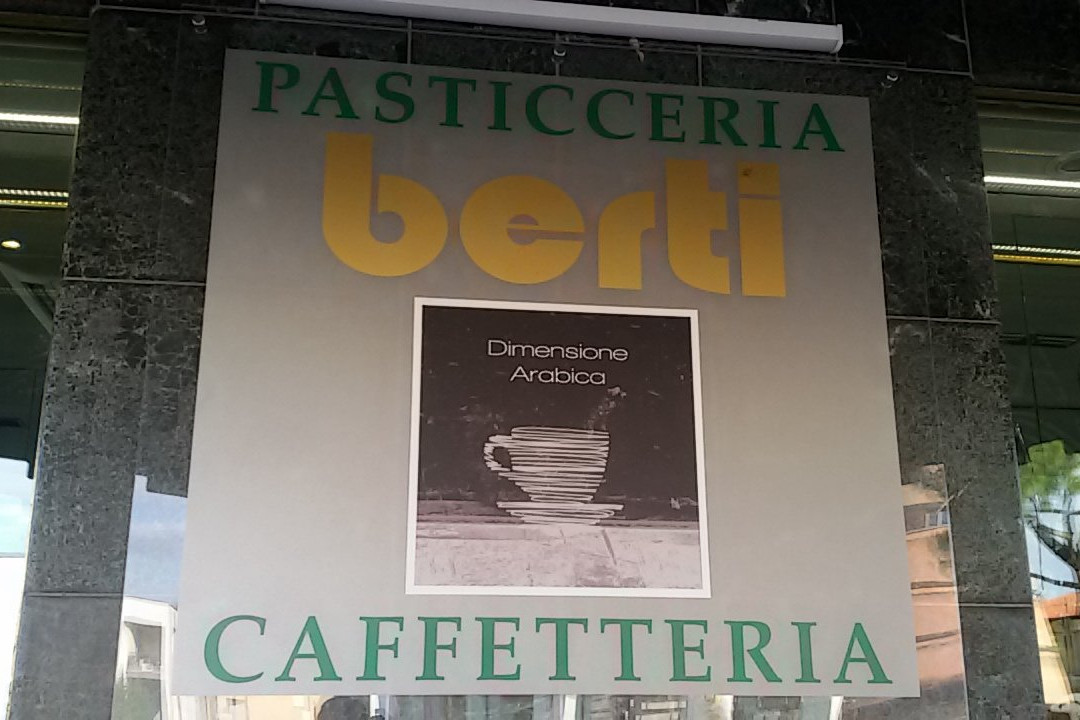 PASTICCERIA
berti
Dimensione
Arabica
CAFFETTERIA